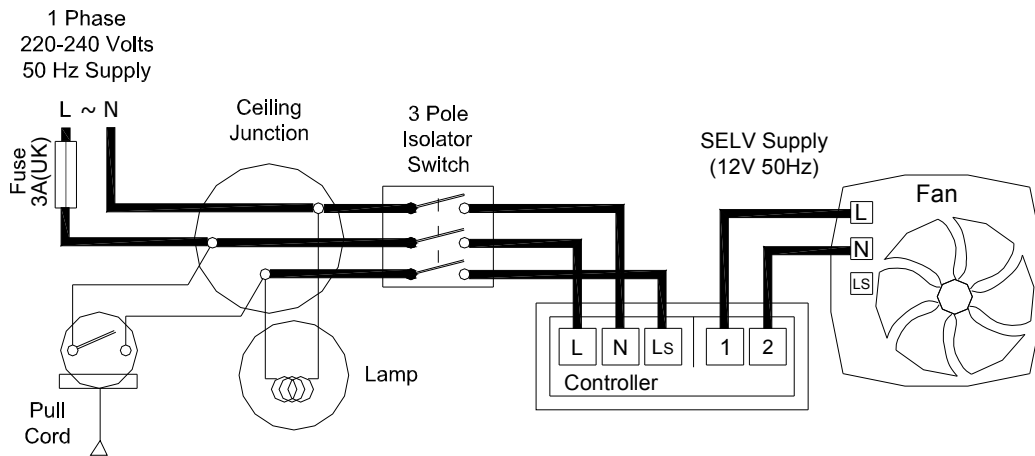 1 Phase
220-240 Volts
50 Hz Supply
L ~ N
Fuse
3A(UK)
Ceiling
Junction
3 Pole
Isolator
Switch
SELV Supply
(12V 50Hz)
Fan
L
N
LS
L N LS 1 2
Controller
Lamp
Pull
Cord